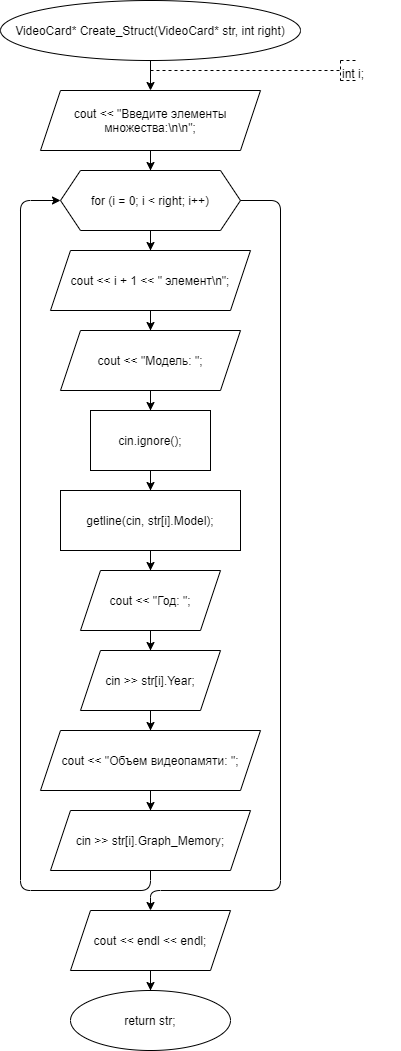 VideoCard* Create_Struct(VideoCard* str, int right)
int i;
cout << "Введите элементы
множества:\n\n";
for (i = 0; i < right; i++)
cout << i + 1 << " элемент\n";
cout << "Модель: ";
cin.ignore();
getline(cin, str[i].Model);
cout << "Год: ";
cin >> str[i].Year;
cout << "Объем видеопамяти: ";
cin >> str[i].Graph_Memory;
cout << endl << endl;
return str;